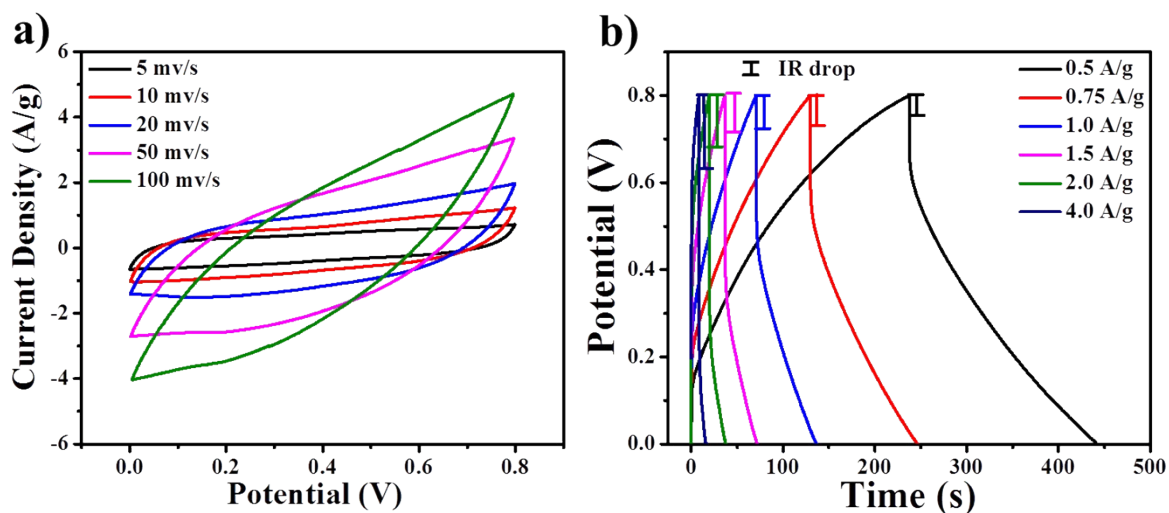 a)
6
4
2
0
-2
-4
-6
Current Density (A/g)
5 mv/s
10 mv/s
20 mv/s
50 mv/s
100 mv/s
0.0 0.2 0.4 0.6 0.8
Potential (V)
b)
0.8
0.6
0.4
0.2
0.0
Potential (V)
IR drop
0.5 A/g
0.75 A/g
1.0 A/g
1.5 A/g
2.0 A/g
4.0 A/g
0 100 200 300 400 500
Time (s)